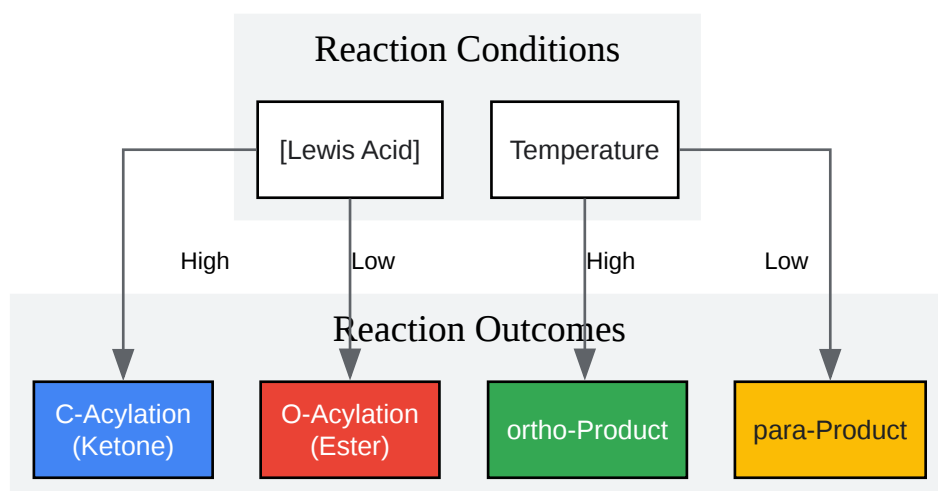 Reaction Conditions
[Lewis Acid]
Temperature
High
Low
High
Low
Reaction Outcomes
C-Acylation
(Ketone)
O-Acylation
(Ester)
ortho-Product
para-Product